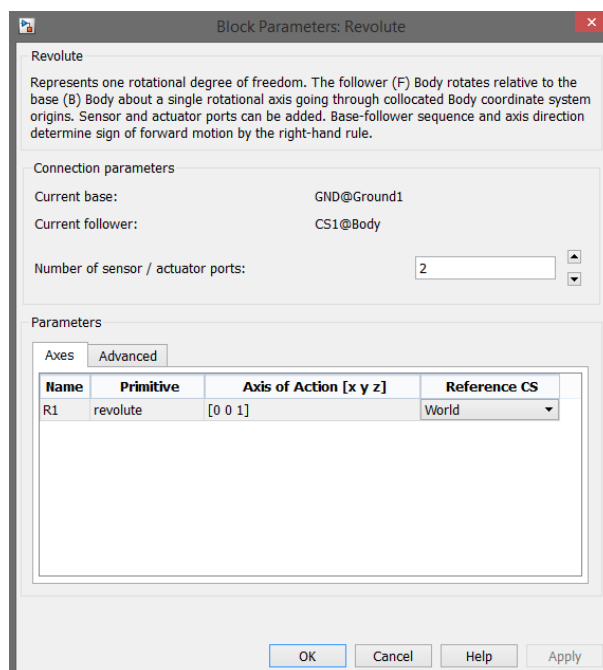 Block Parameters: Revolute
Revolute
Represents one rotational degree of freedom. The follower (F) Body rotates relative to the
base (B) Body about a single rotational axis going through collocated Body coordinate system
origins. Sensor and actuator ports can be added. Base-follower sequence and axis direction
determine sign of forward motion by the right-hand rule.
Connection parameters
Current base: GND@Ground1
Current follower: CS1@Body
Number of sensor / actuator ports: 2
Parameters
Axes Advanced
Name Primitive Axis of Action [x y z] Reference CS
R1 revolute [0 0 1] World
OK Cancel Help Apply